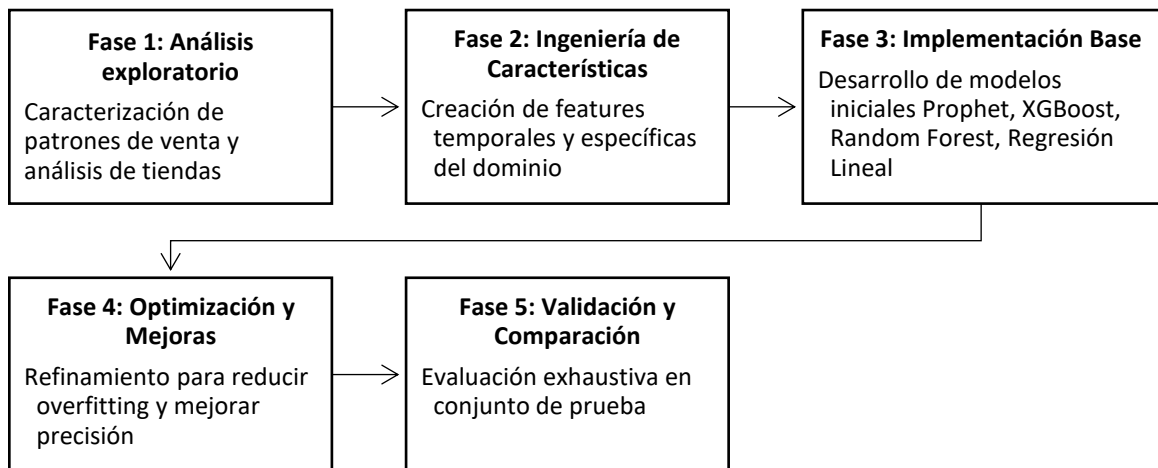 Fase 1: Análisis
exploratorio
Caracterización de
patrones de venta y
análisis de tiendas
Fase 2: Ingeniería de
Características
Creación de features
temporales y específicas
del dominio
Fase 3: Implementación Base
Desarrollo de modelos
iniciales Prophet, XGBoost,
Random Forest, Regresión
Lineal
Fase 4: Optimización y
Mejoras
Refinamiento para reducir
overfitting y mejorar
precisión
Fase 5: Validación y
Comparación
Evaluación exhaustiva en
conjunto de prueba